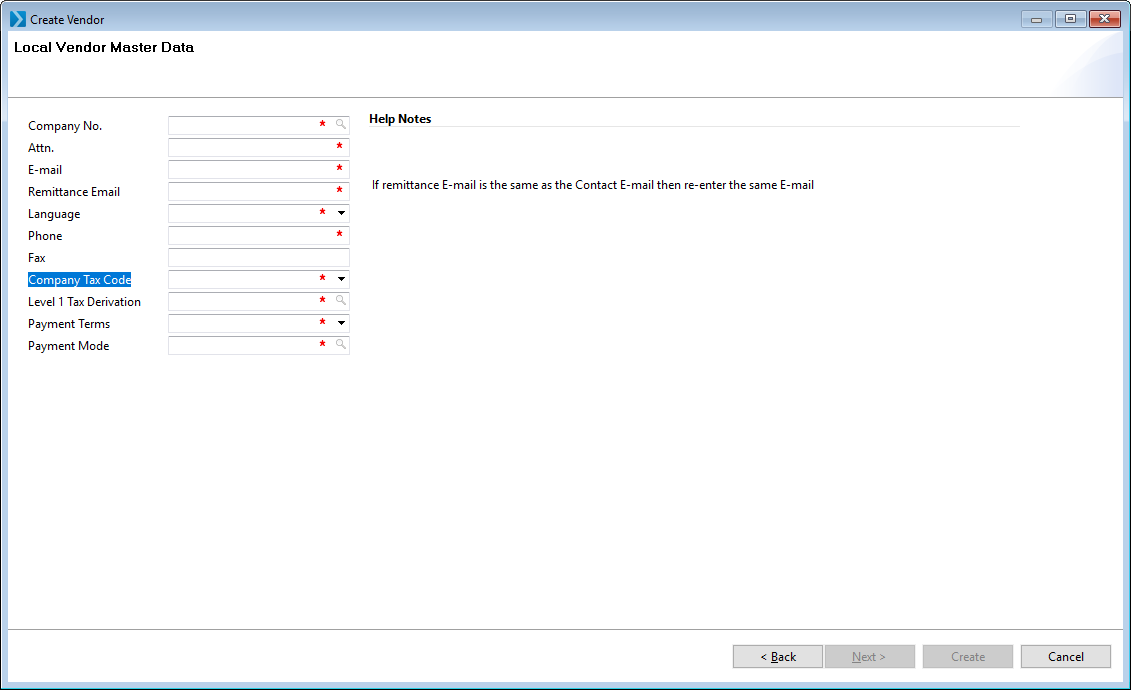 Create Vendor
Local Vendor Master Data
Company No. *
Attn. *
E-mail *
Remittance Email *
Language *
Phone *
Fax
Company Tax Code *
Level 1 Tax Derivation *
Payment Terms *
Payment Mode *
Help Notes
If remittance E-mail is the same as the Contact E-mail then re-enter the same E-mail
< Back
Next >
Create
Cancel